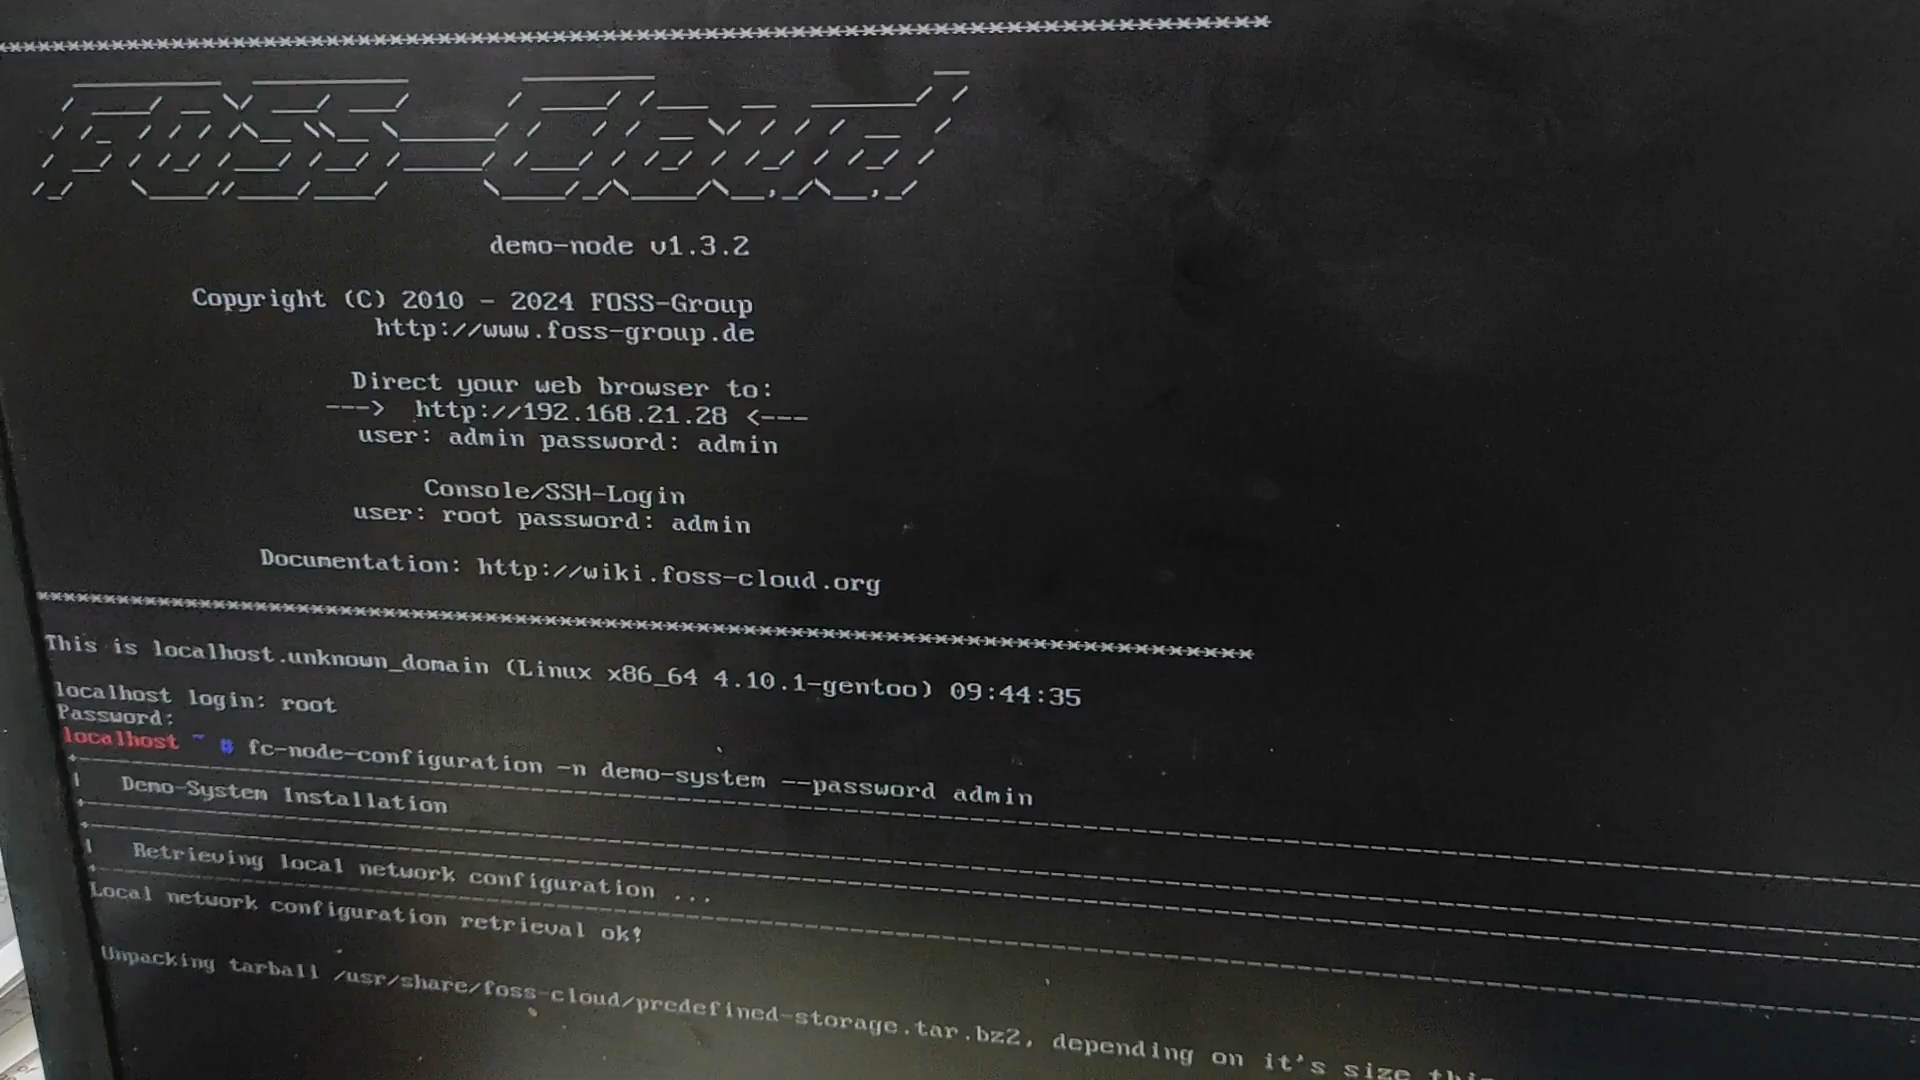 ********************************************************************************
FOSS-Cloud
demo-node v1.3.2
Copyright (C) 2010 - 2024 FOSS-Group
http://www.foss-group.de
Direct your web browser to:
---> http://192.168.21.28 <---
user: admin password: admin
Console/SSH-Login
user: root password: admin
Documentation: http://wiki.foss-cloud.org
********************************************************************************
This is localhost.unknown_domain (Linux x86_64 4.10.1-gentoo) 09:44:35
localhost login: root
Password:
localhost ~ # fc-node-configuration -n demo-system --password admin
Demo-System Installation
Retrieving local network configuration ...
Local network configuration retrieval ok!
Unpacking tarball /usr/share/foss-cloud/predefined-storage.tar.bz2, depending on it's size